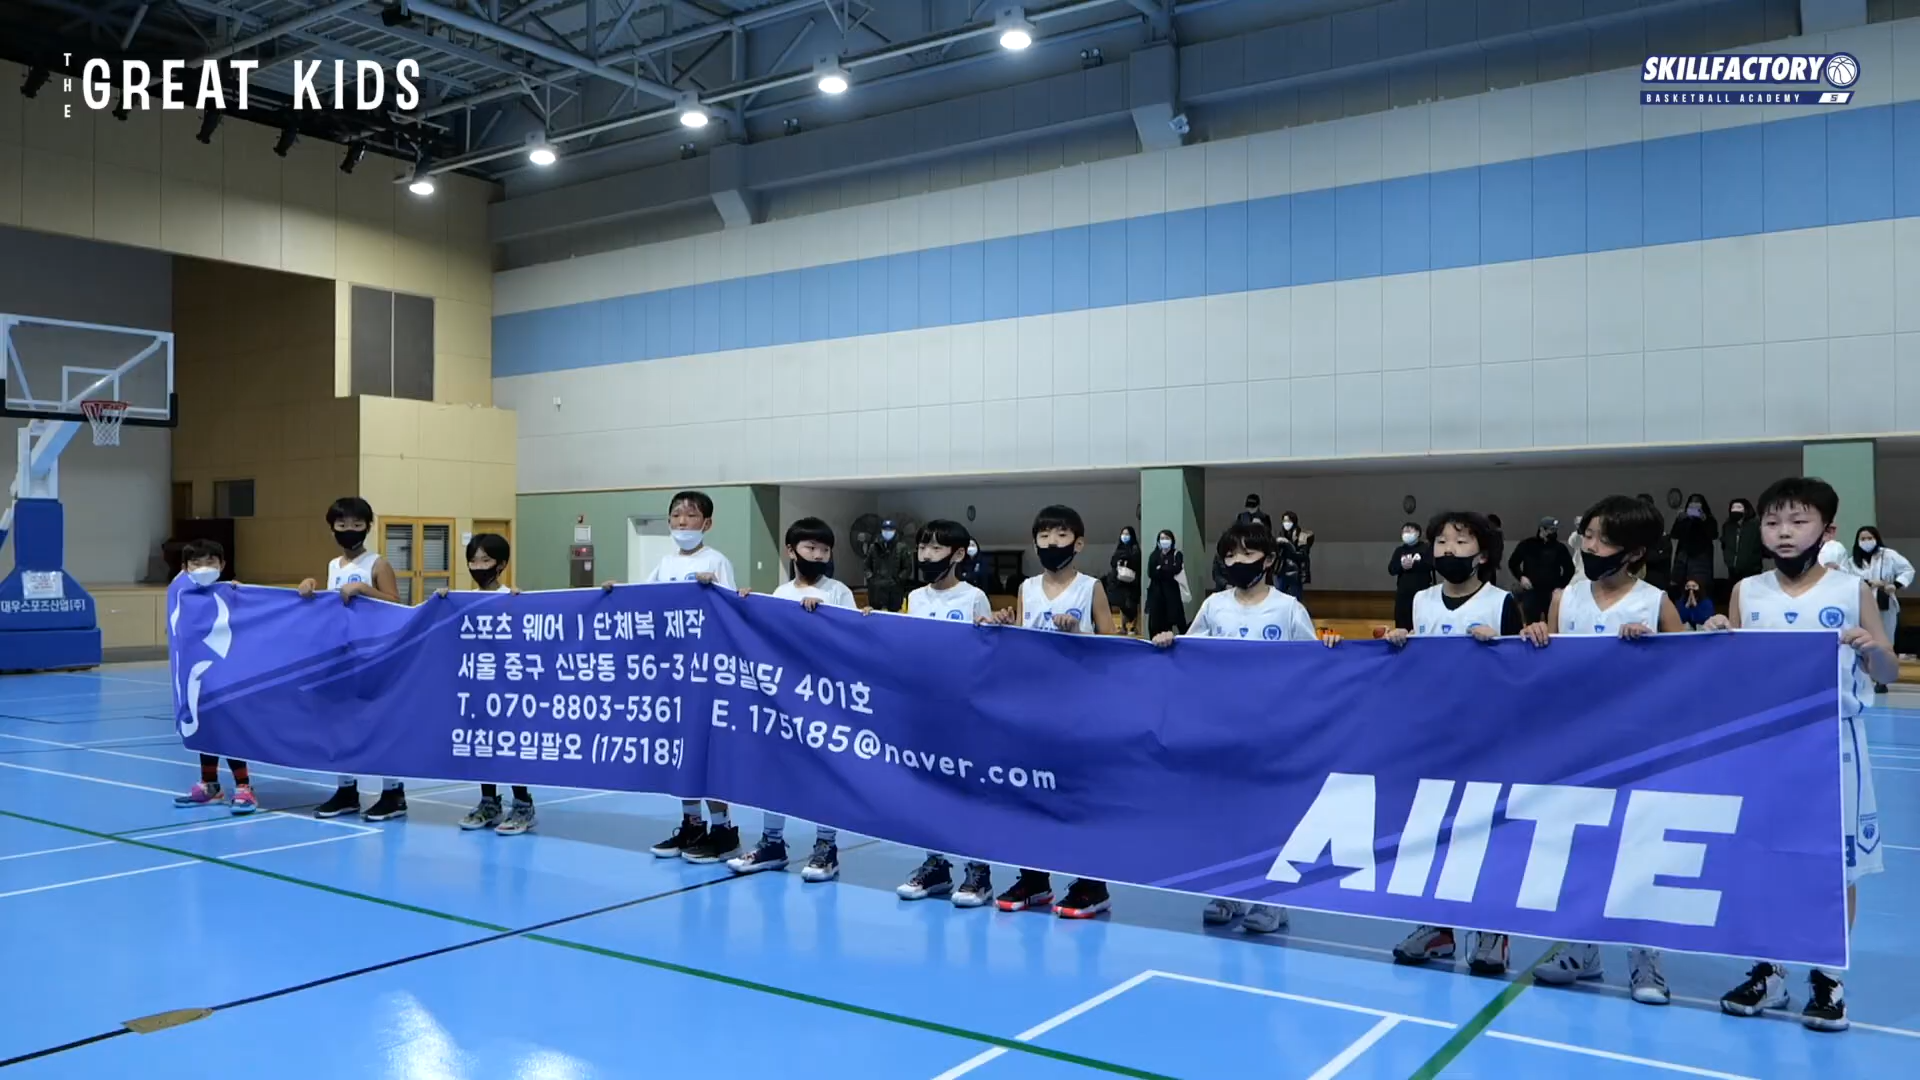 THE GREAT KIDS
SKILLFACTORY
BASKETBALL ACADEMY S
대우스포츠산업(주)
스포츠 웨어 | 단체복 제작
서울 중구 신당동 56-3 신영빌딩 401호
T. 070-8803-5361 E. 175185@naver.com
일칠오일팔오 (175185)
AIITE